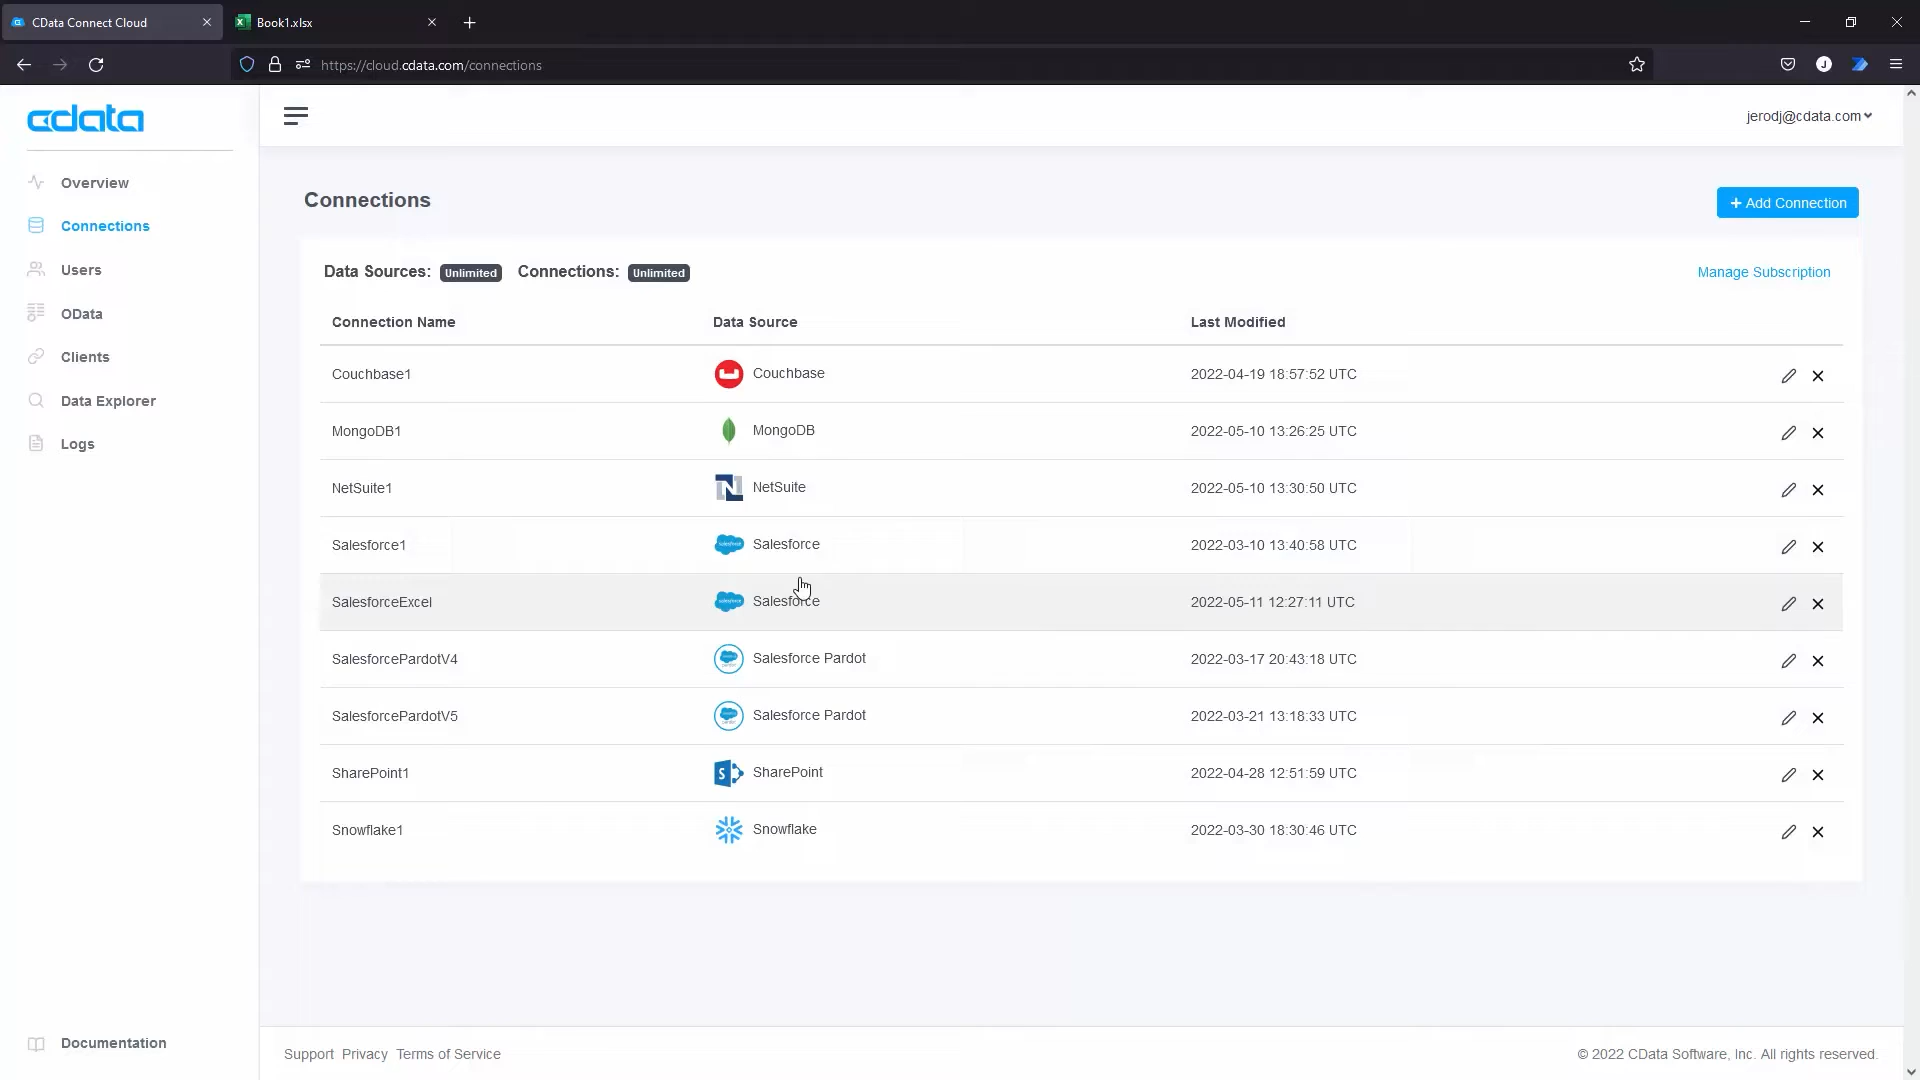 CData Connect Cloud
Book1.xlsx
https://cloud.cdata.com/connections
cdata
jerodj@cdata.com
Overview
Connections
Users
OData
Clients
Data Explorer
Logs
Documentation
Connections
+ Add Connection
Data Sources: Unlimited Connections: Unlimited
Manage Subscription
Connection Name Data Source Last Modified
Couchbase1 Couchbase 2022-04-19 18:57:52 UTC
MongoDB1 MongoDB 2022-05-10 13:26:25 UTC
NetSuite1 NetSuite 2022-05-10 13:30:50 UTC
Salesforce1 Salesforce 2022-03-10 13:40:58 UTC
SalesforceExcel Salesforce 2022-05-11 12:27:11 UTC
SalesforcePardotV4 Salesforce Pardot 2022-03-17 20:43:18 UTC
SalesforcePardotV5 Salesforce Pardot 2022-03-21 13:18:33 UTC
SharePoint1 SharePoint 2022-04-28 12:51:59 UTC
Snowflake1 Snowflake 2022-03-30 18:30:46 UTC
Support Privacy Terms of Service
© 2022 CData Software, Inc. All rights reserved.